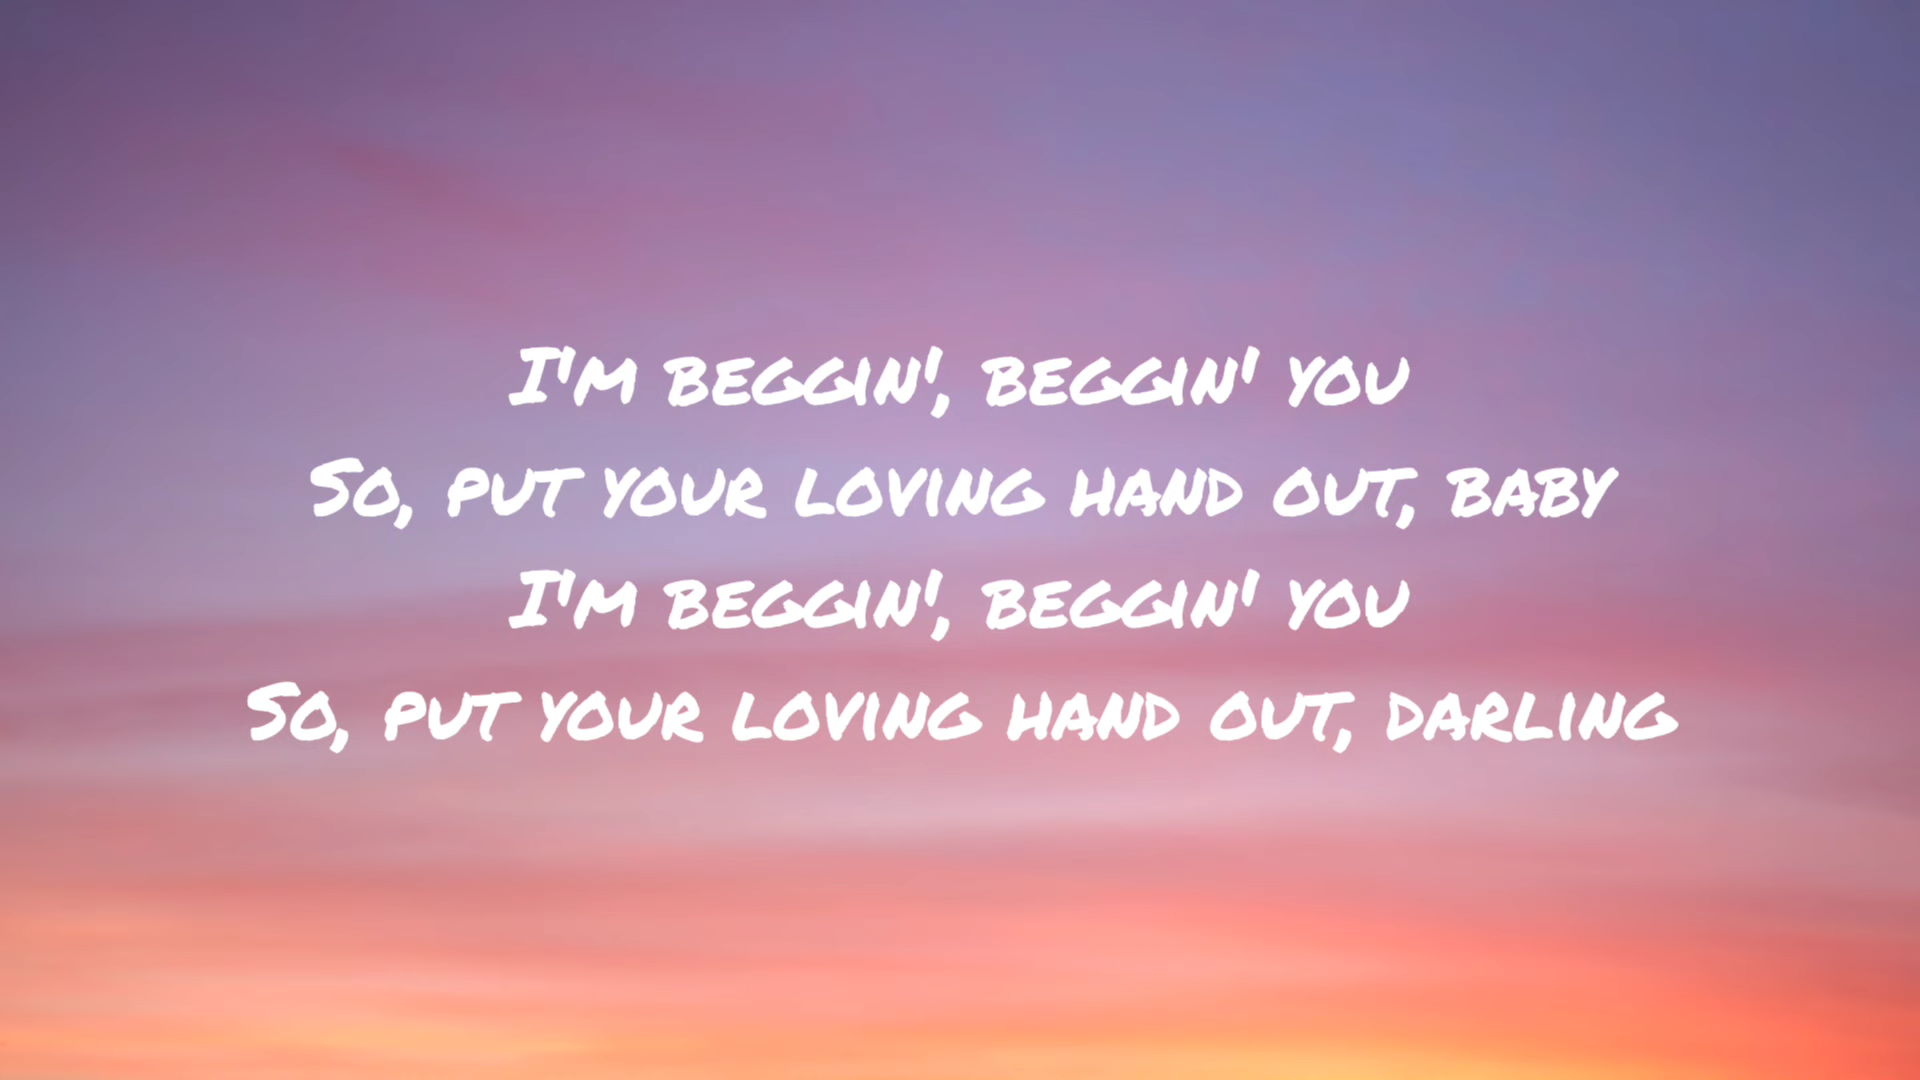 I'm beggin', beggin' you
So, put your loving hand out, baby
I'm beggin', beggin' you
So, put your loving hand out, darling